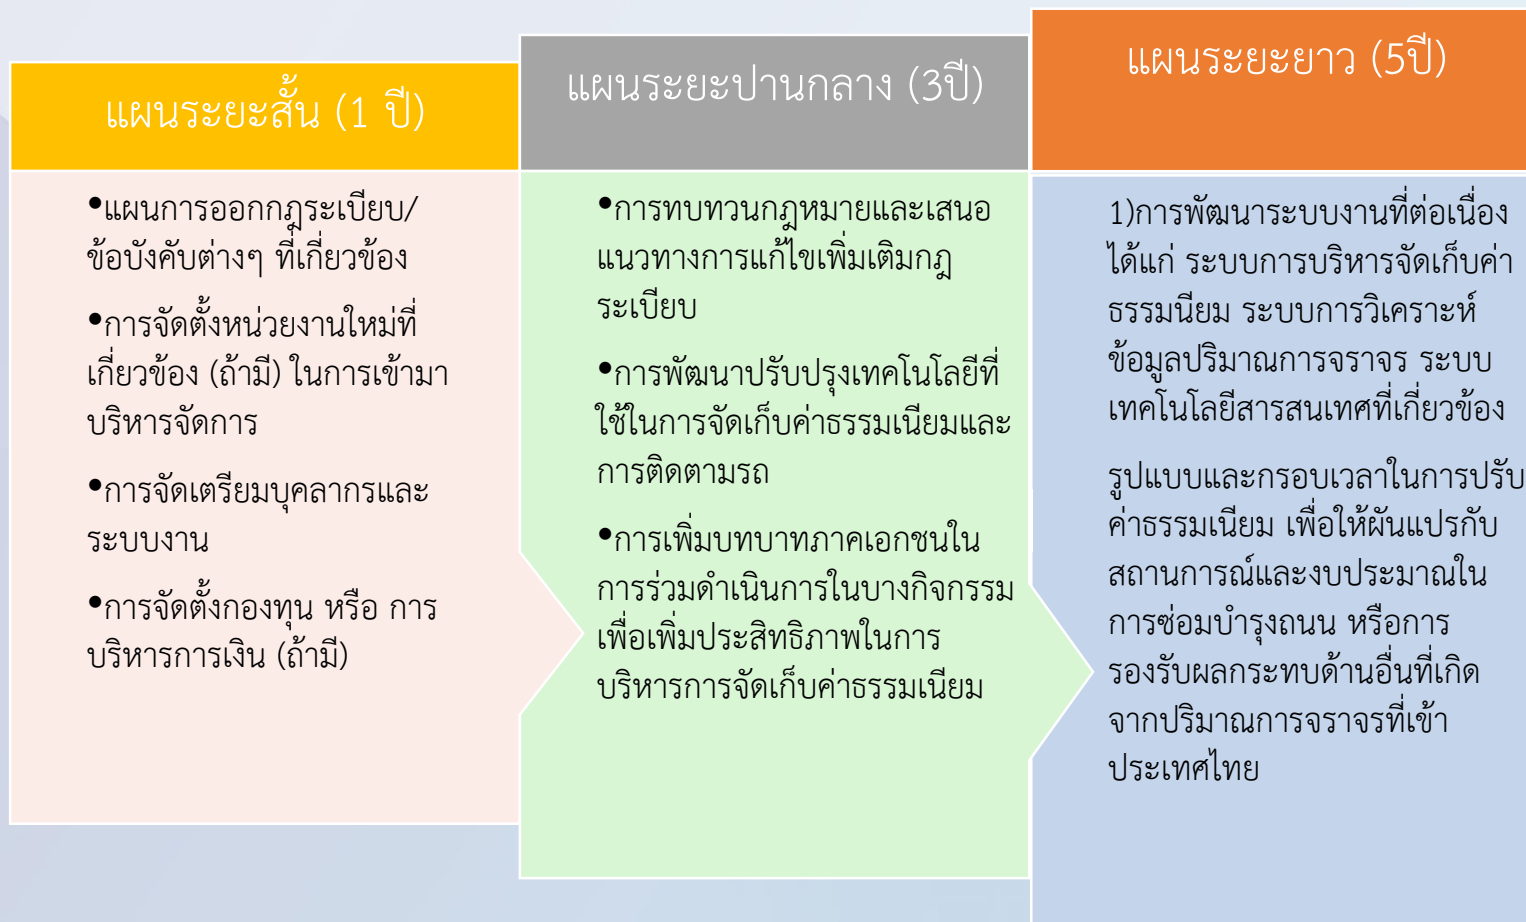 แผนระยะสั้น (1 ปี)
•แผนการออกกฎระเบียบ/
ข้อบังคับต่างๆ ที่เกี่ยวข้อง
•การจัดตั้งหน่วยงานใหม่ที่
เกี่ยวข้อง (ถ้ามี) ในการเข้ามา
บริหารจัดการ
•การจัดเตรียมบุคลากรและ
ระบบงาน
•การจัดตั้งกองทุน หรือ การ
บริหารการเงิน (ถ้ามี)
แผนระยะปานกลาง (3ปี)
•การทบทวนกฎหมายและเสนอ
แนวทางการแก้ไขเพิ่มเติมกฎ
ระเบียบ
•การพัฒนาปรับปรุงเทคโนโลยีที่
ใช้ในการจัดเก็บค่าธรรมเนียมและ
การติดตามรถ
•การเพิ่มบทบาทภาคเอกชนใน
การร่วมดำเนินการในบางกิจกรรม
เพื่อเพิ่มประสิทธิภาพในการ
บริหารการจัดเก็บค่าธรรมเนียม
แผนระยะยาว (5ปี)
1)การพัฒนาระบบงานที่ต่อเนื่อง
ได้แก่ ระบบการบริหารจัดเก็บค่า
ธรรมนียม ระบบการวิเคราะห์
ข้อมูลปริมาณการจราจร ระบบ
เทคโนโลยีสารสนเทศที่เกี่ยวข้อง
รูปแบบและกรอบเวลาในการปรับ
ค่าธรรมเนียม เพื่อให้ผันแปรกับ
สถานการณ์และงบประมาณใน
การซ่อมบำรุงถนน หรือการ
รองรับผลกระทบด้านอื่นที่เกิด
จากปริมาณการจราจรที่เข้า
ประเทศไทย